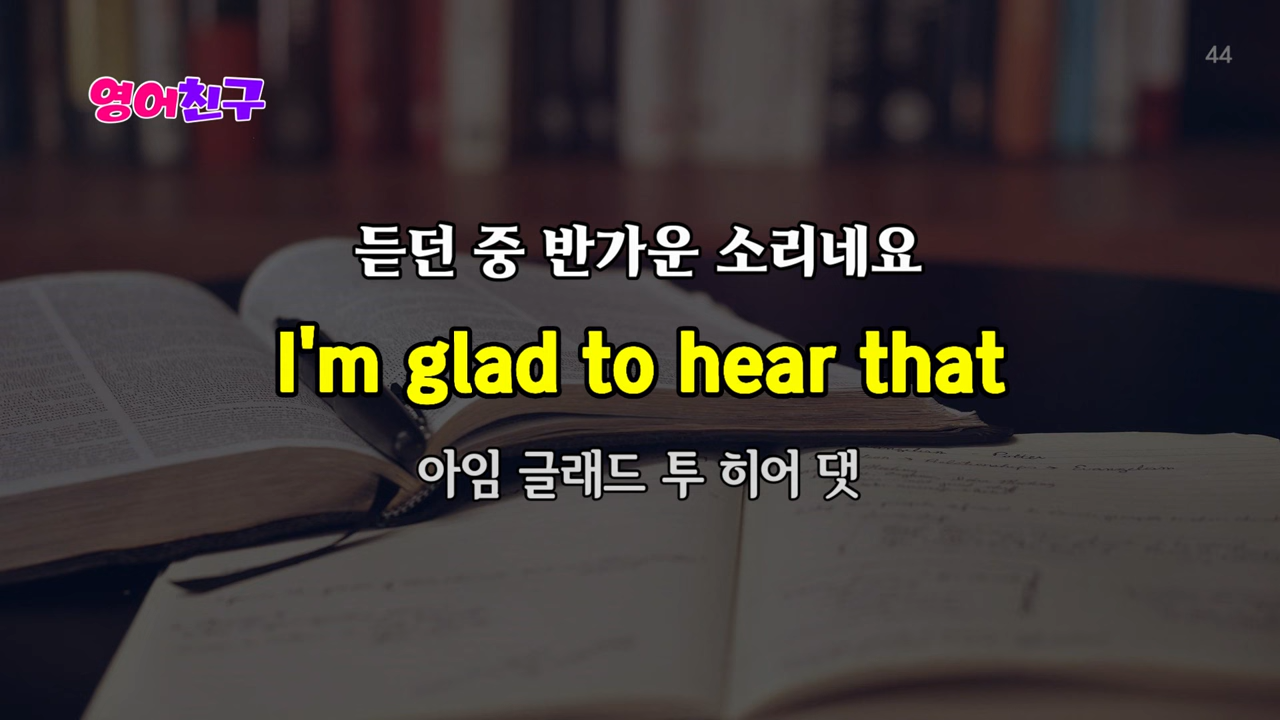 44
영어친구
듣던 중 반가운 소리네요
I'm glad to hear that
아임 글래드 투 히어 댓